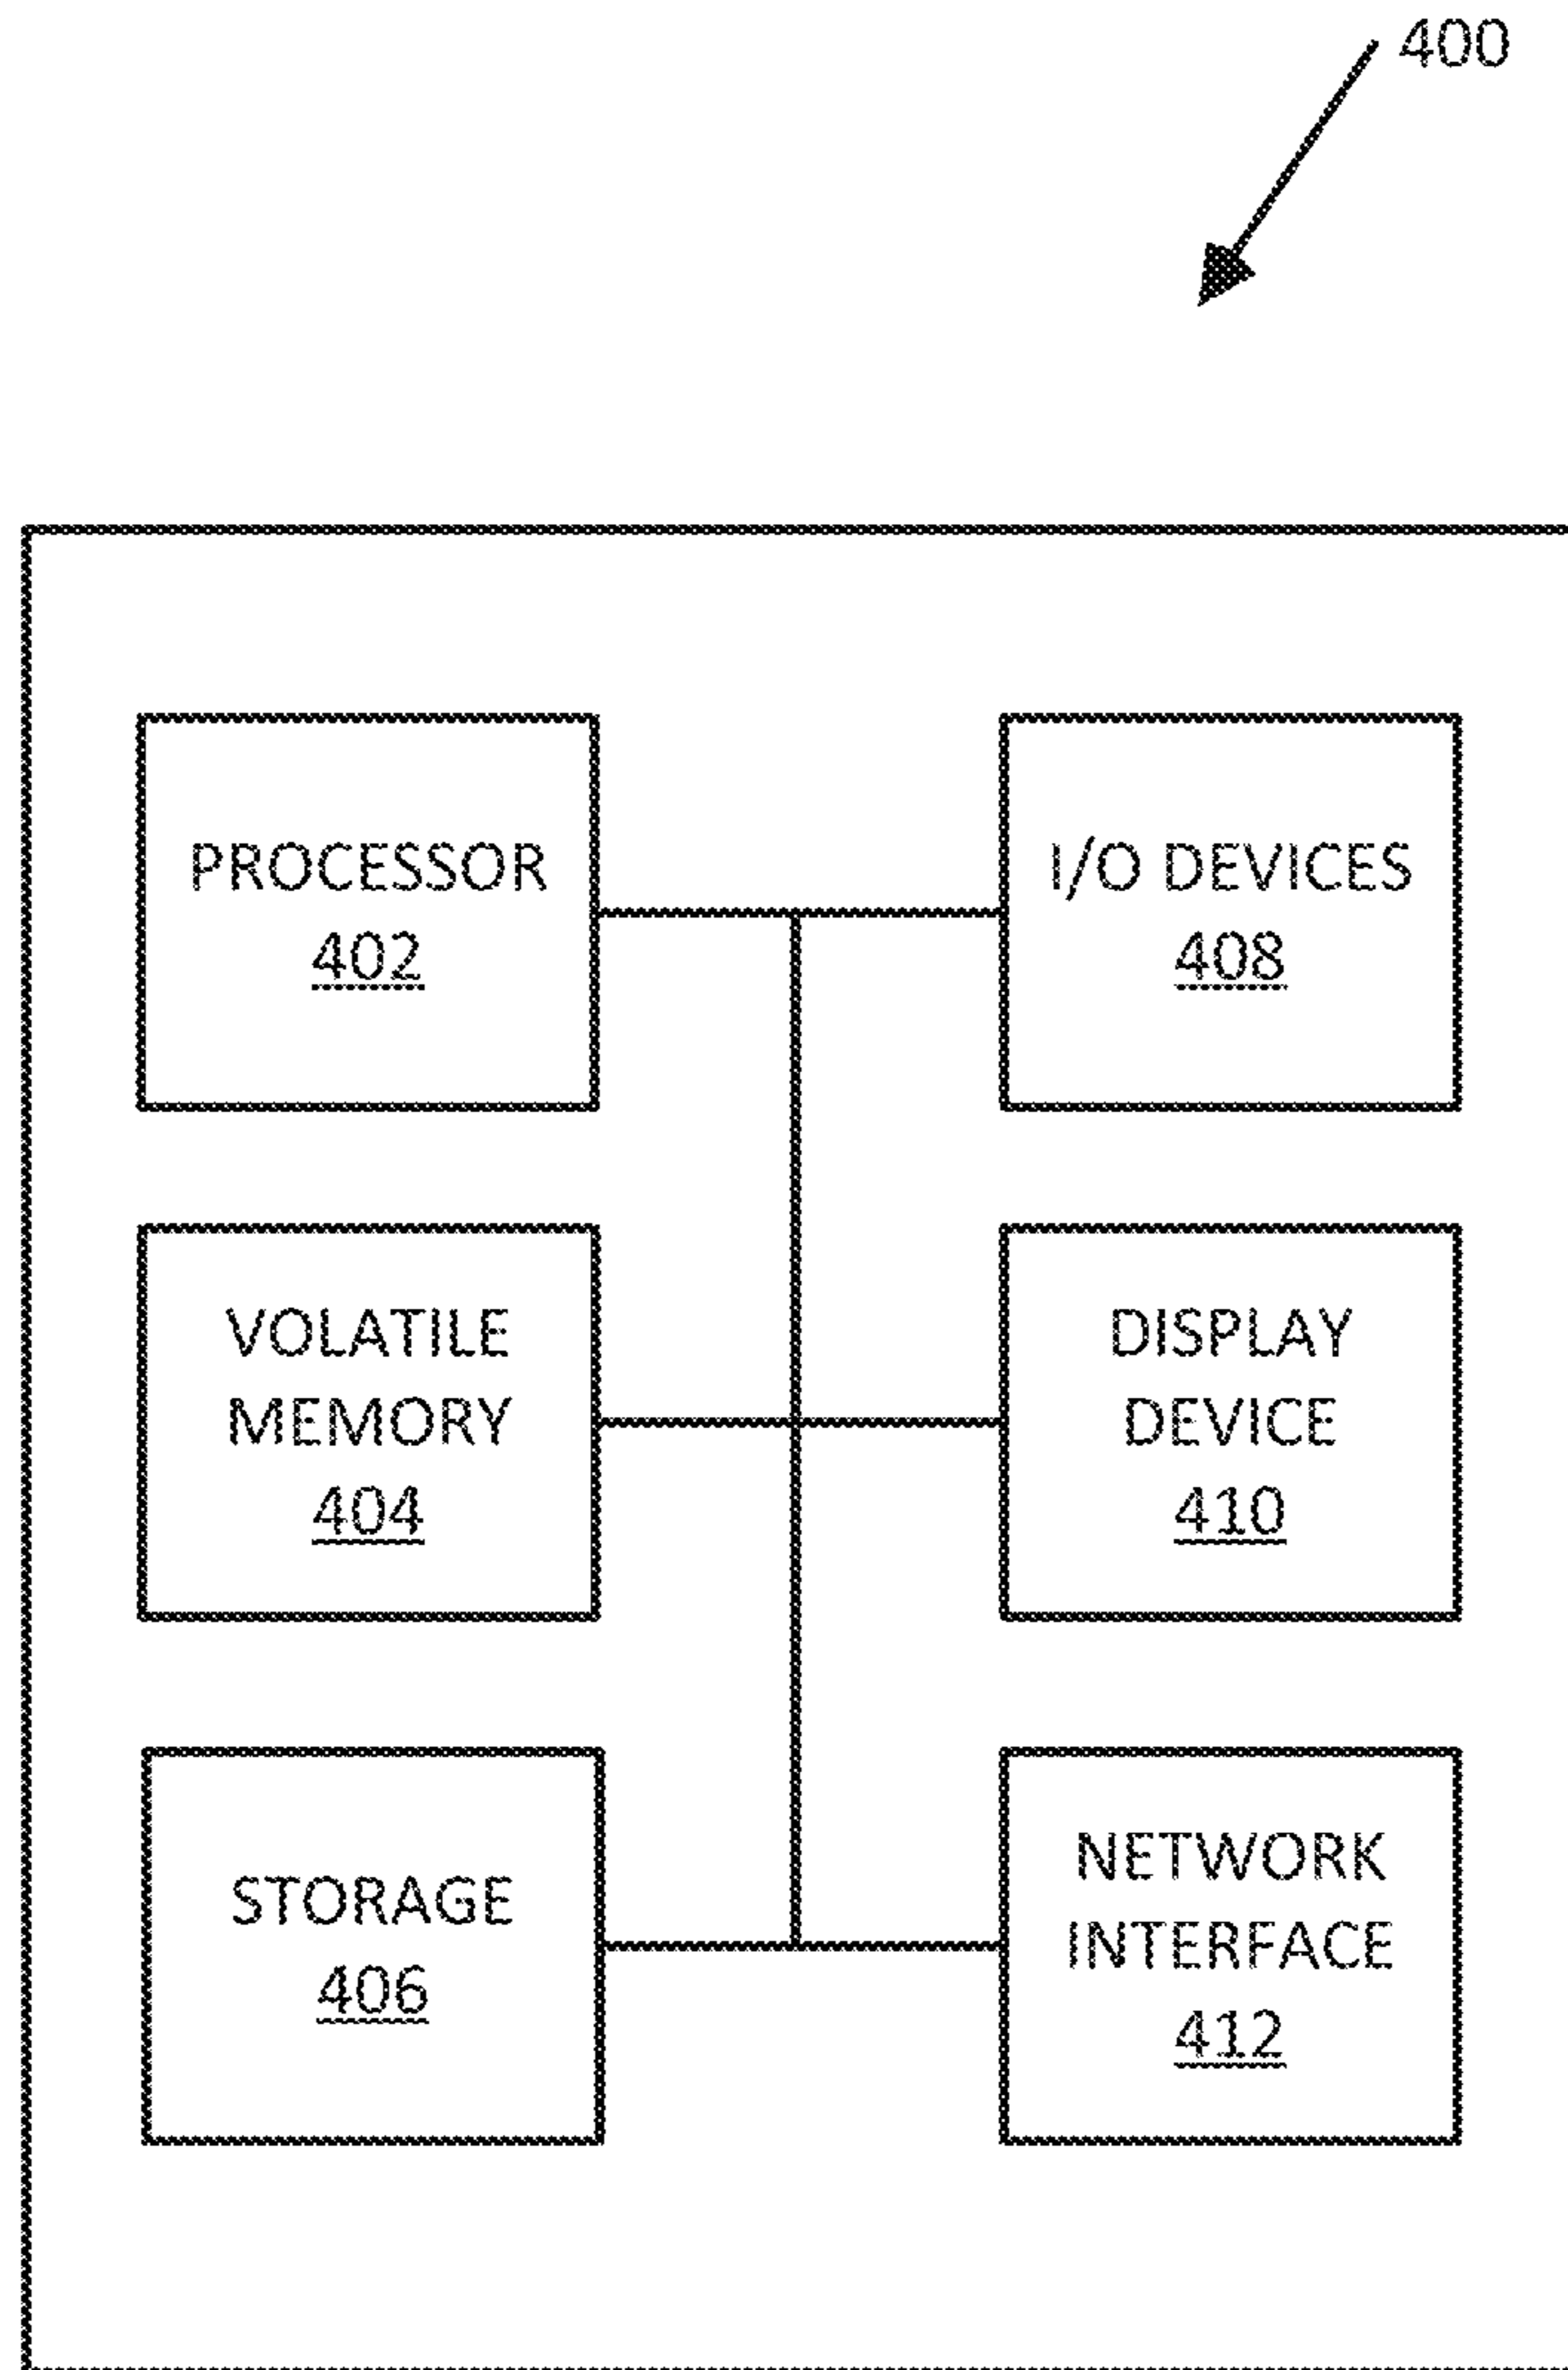 400
PROCESSOR
402
I/O DEVICES
408
VOLATILE
MEMORY
404
DISPLAY
DEVICE
410
STORAGE
406
NETWORK
INTERFACE
412